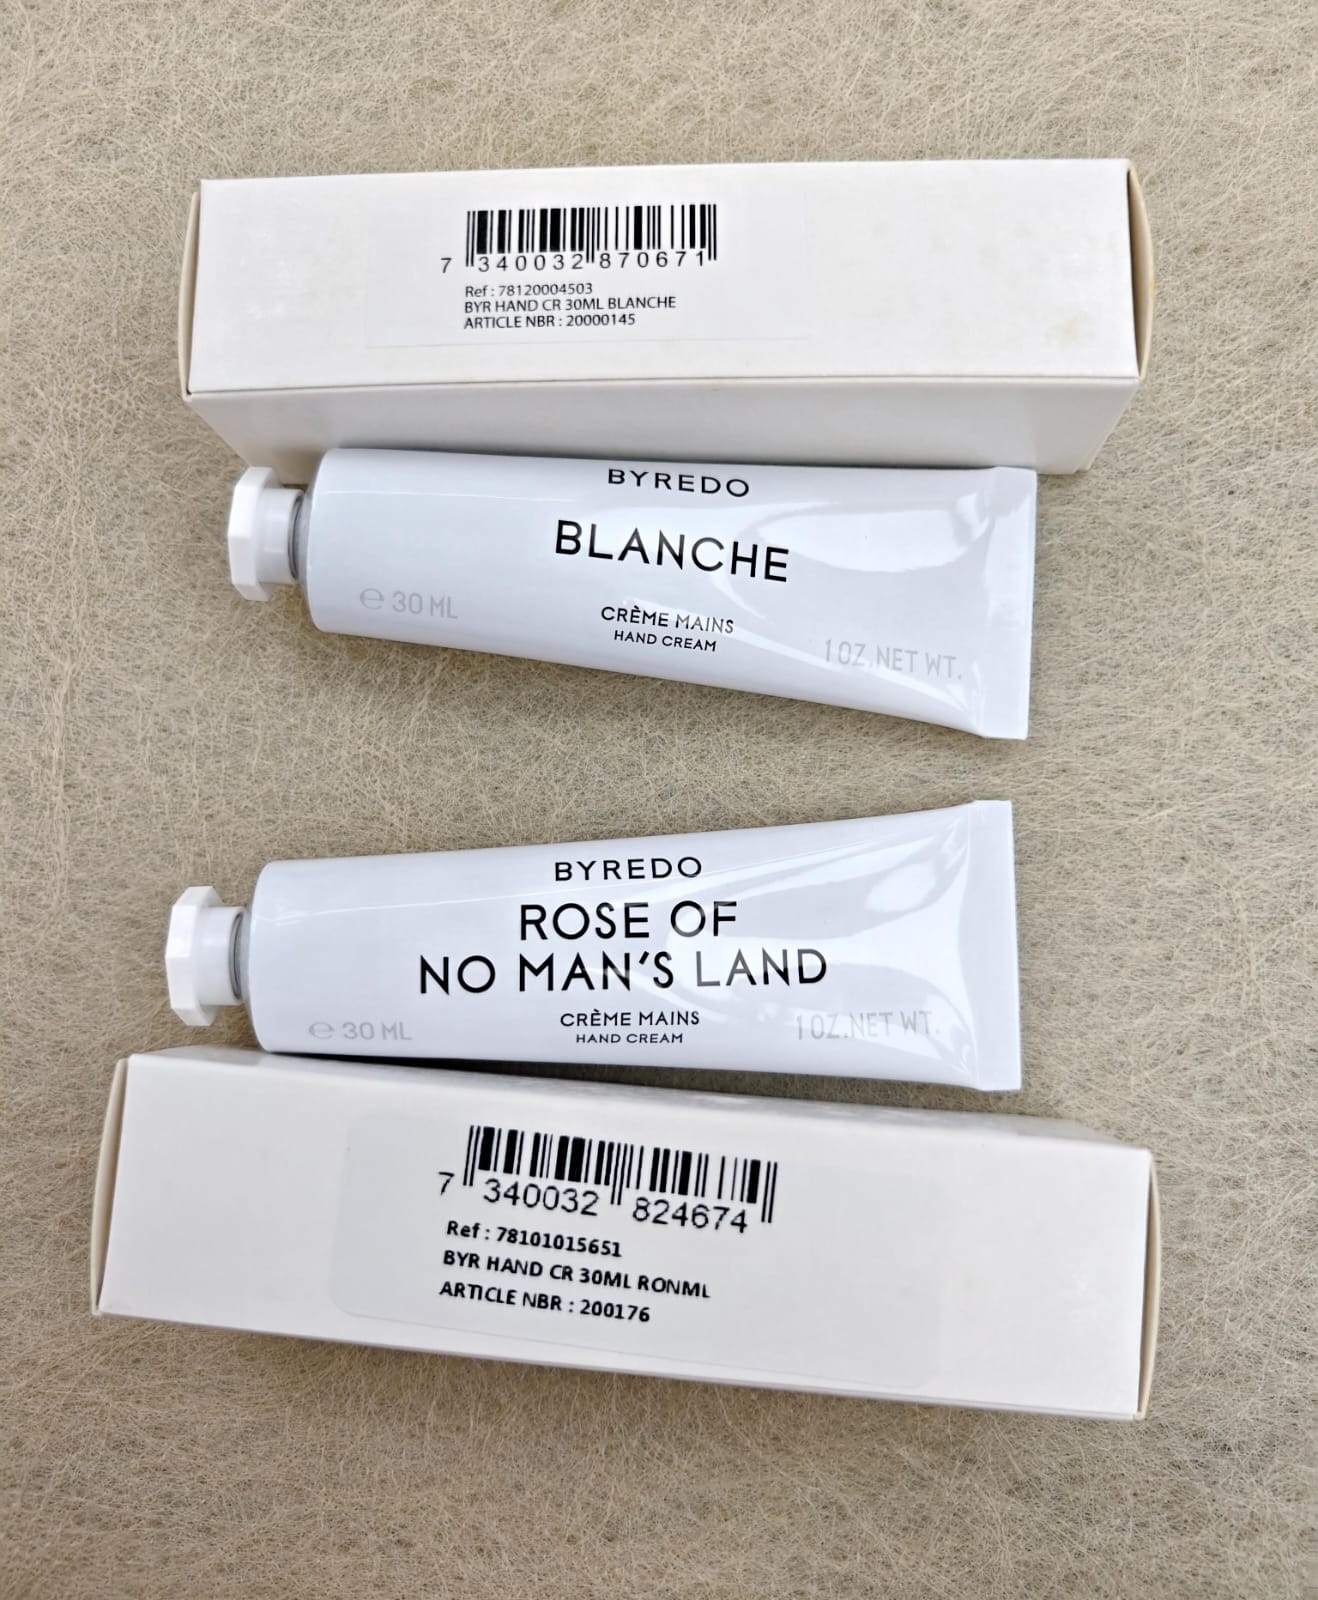 7 340032 870671
Ref : 78120004503
BYR HAND CR 30ML BLANCHE
ARTICLE NBR : 20000145
BYREDO
BLANCHE
CRÈME MAINS
HAND CREAM
℮ 30 ML
1 OZ.NET WT.
BYREDO
ROSE OF
NO MAN'S LAND
CRÈME MAINS
HAND CREAM
℮ 30 ML
1 OZ.NET WT.
7 340032 824674
Ref : 78101015651
BYR HAND CR 30ML RONML
ARTICLE NBR : 200176